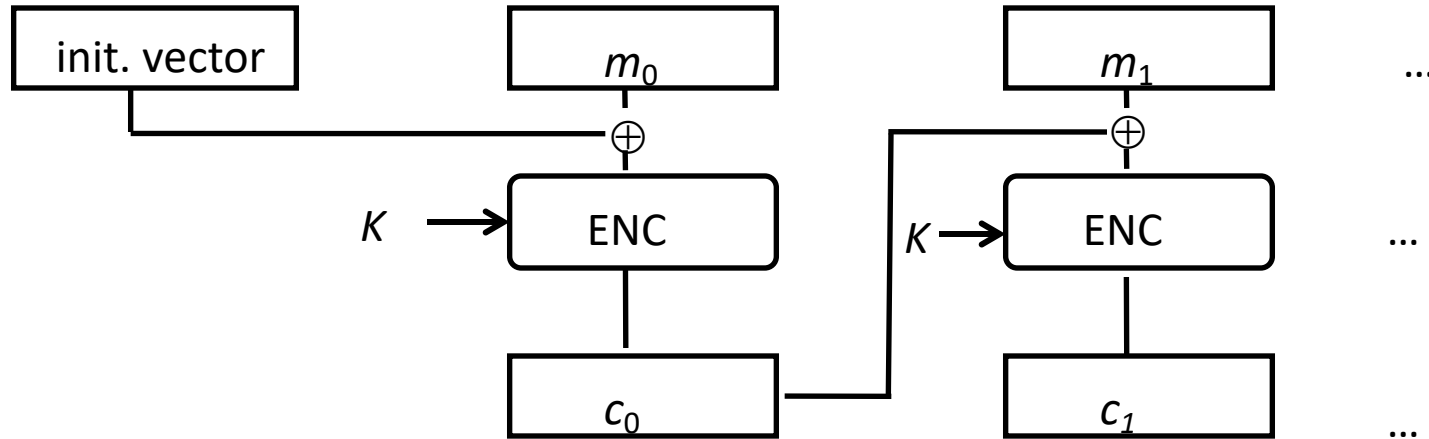 init. vector m₀ m₁ ...
⊕ ⊕
K ENC K ENC ...
c₀ c₁ ...